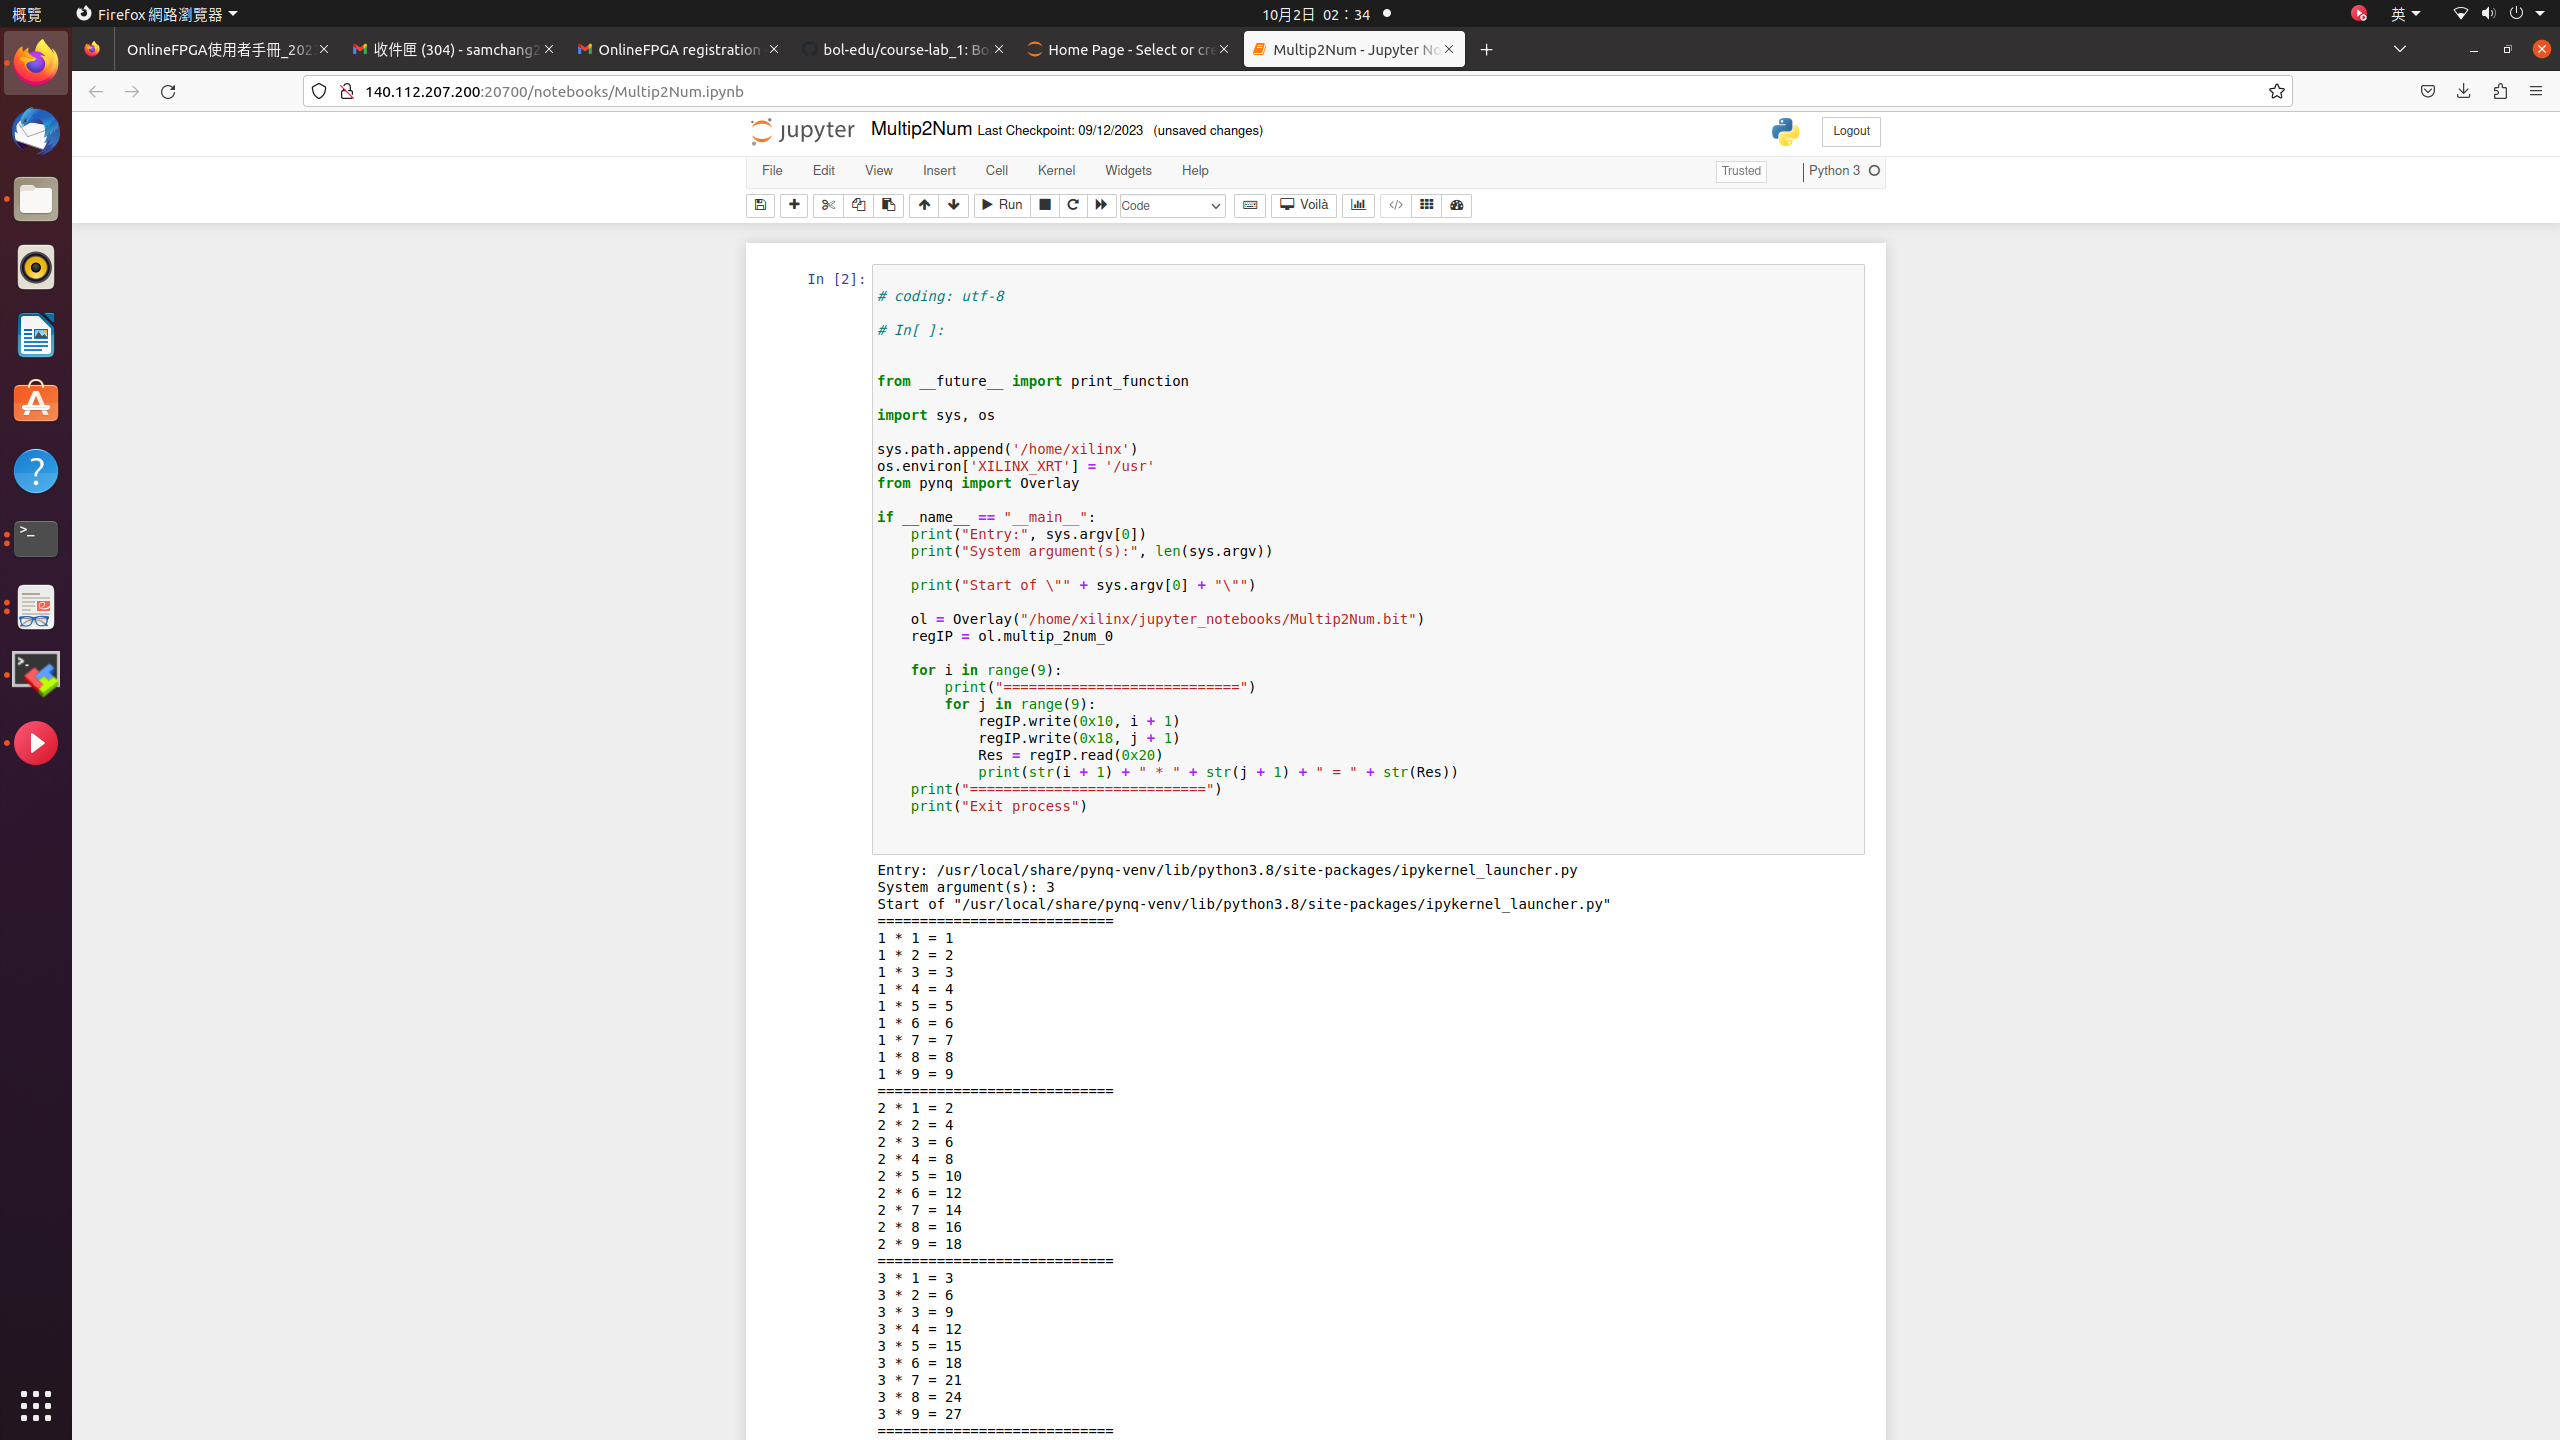 概覽
Firefox 網路瀏覽器
10月2日 02：34
英
OnlineFPGA使用者手冊_202
收件匣 (304) - samchang2
OnlineFPGA registration
bol-edu/course-lab_1: Bo
Home Page - Select or cre
Multip2Num - Jupyter No
140.112.207.200:20700/notebooks/Multip2Num.ipynb
jupyter
Multip2Num Last Checkpoint: 09/12/2023 (unsaved changes)
Logout
File Edit View Insert Cell Kernel Widgets Help
Trusted
Python 3
Run
Code
Voilà
In [2]:
# coding: utf-8
# In[ ]:
from __future__ import print_function
import sys, os
sys.path.append('/home/xilinx')
os.environ['XILINX_XRT'] = '/usr'
from pynq import Overlay
if __name__ == "__main__":
    print("Entry:", sys.argv[0])
    print("System argument(s):", len(sys.argv))
    print("Start of \"" + sys.argv[0] + "\"")
    ol = Overlay("/home/xilinx/jupyter_notebooks/Multip2Num.bit")
    regIP = ol.multip_2num_0
    for i in range(9):
        print("============================")
        for j in range(9):
            regIP.write(0x10, i + 1)
            regIP.write(0x18, j + 1)
            Res = regIP.read(0x20)
            print(str(i + 1) + " * " + str(j + 1) + " = " + str(Res))
    print("============================")
    print("Exit process")
Entry: /usr/local/share/pynq-venv/lib/python3.8/site-packages/ipykernel_launcher.py
System argument(s): 3
Start of "/usr/local/share/pynq-venv/lib/python3.8/site-packages/ipykernel_launcher.py"
============================
1 * 1 = 1
1 * 2 = 2
1 * 3 = 3
1 * 4 = 4
1 * 5 = 5
1 * 6 = 6
1 * 7 = 7
1 * 8 = 8
1 * 9 = 9
============================
2 * 1 = 2
2 * 2 = 4
2 * 3 = 6
2 * 4 = 8
2 * 5 = 10
2 * 6 = 12
2 * 7 = 14
2 * 8 = 16
2 * 9 = 18
============================
3 * 1 = 3
3 * 2 = 6
3 * 3 = 9
3 * 4 = 12
3 * 5 = 15
3 * 6 = 18
3 * 7 = 21
3 * 8 = 24
3 * 9 = 27
============================